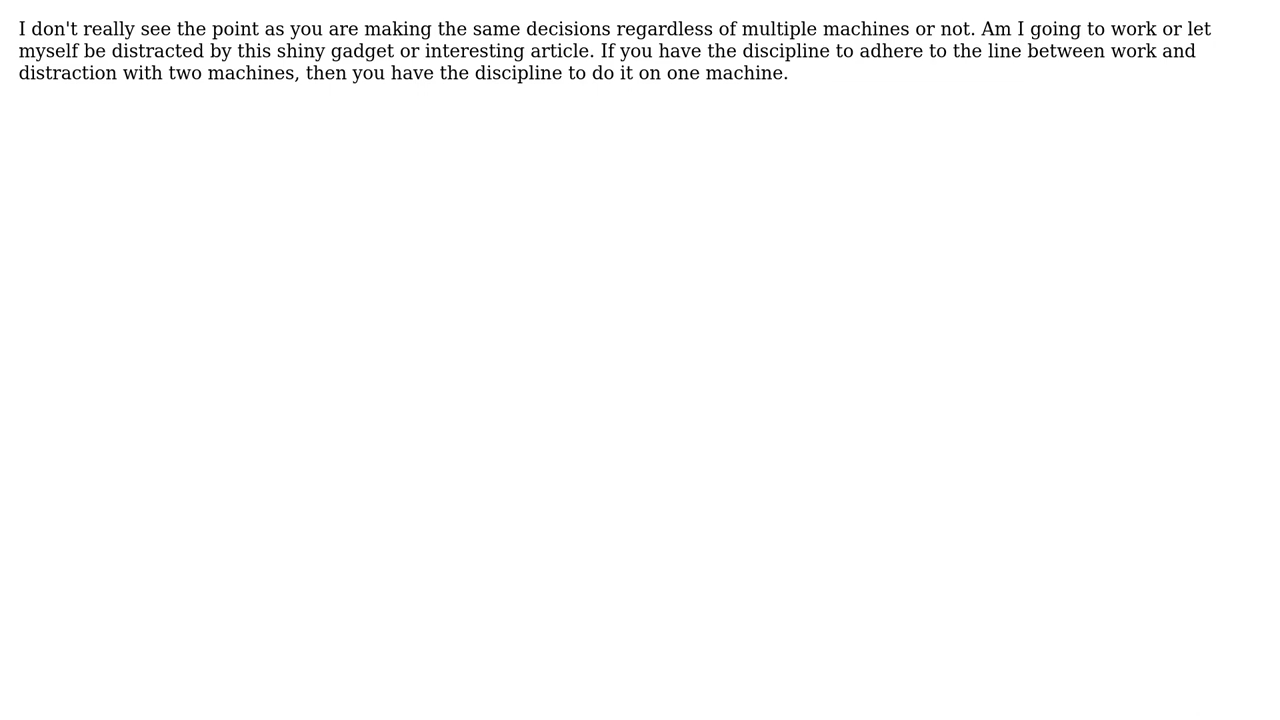 I don't really see the point as you are making the same decisions regardless of multiple machines or not. Am I going to work or let
myself be distracted by this shiny gadget or interesting article. If you have the discipline to adhere to the line between work and
distraction with two machines, then you have the discipline to do it on one machine.